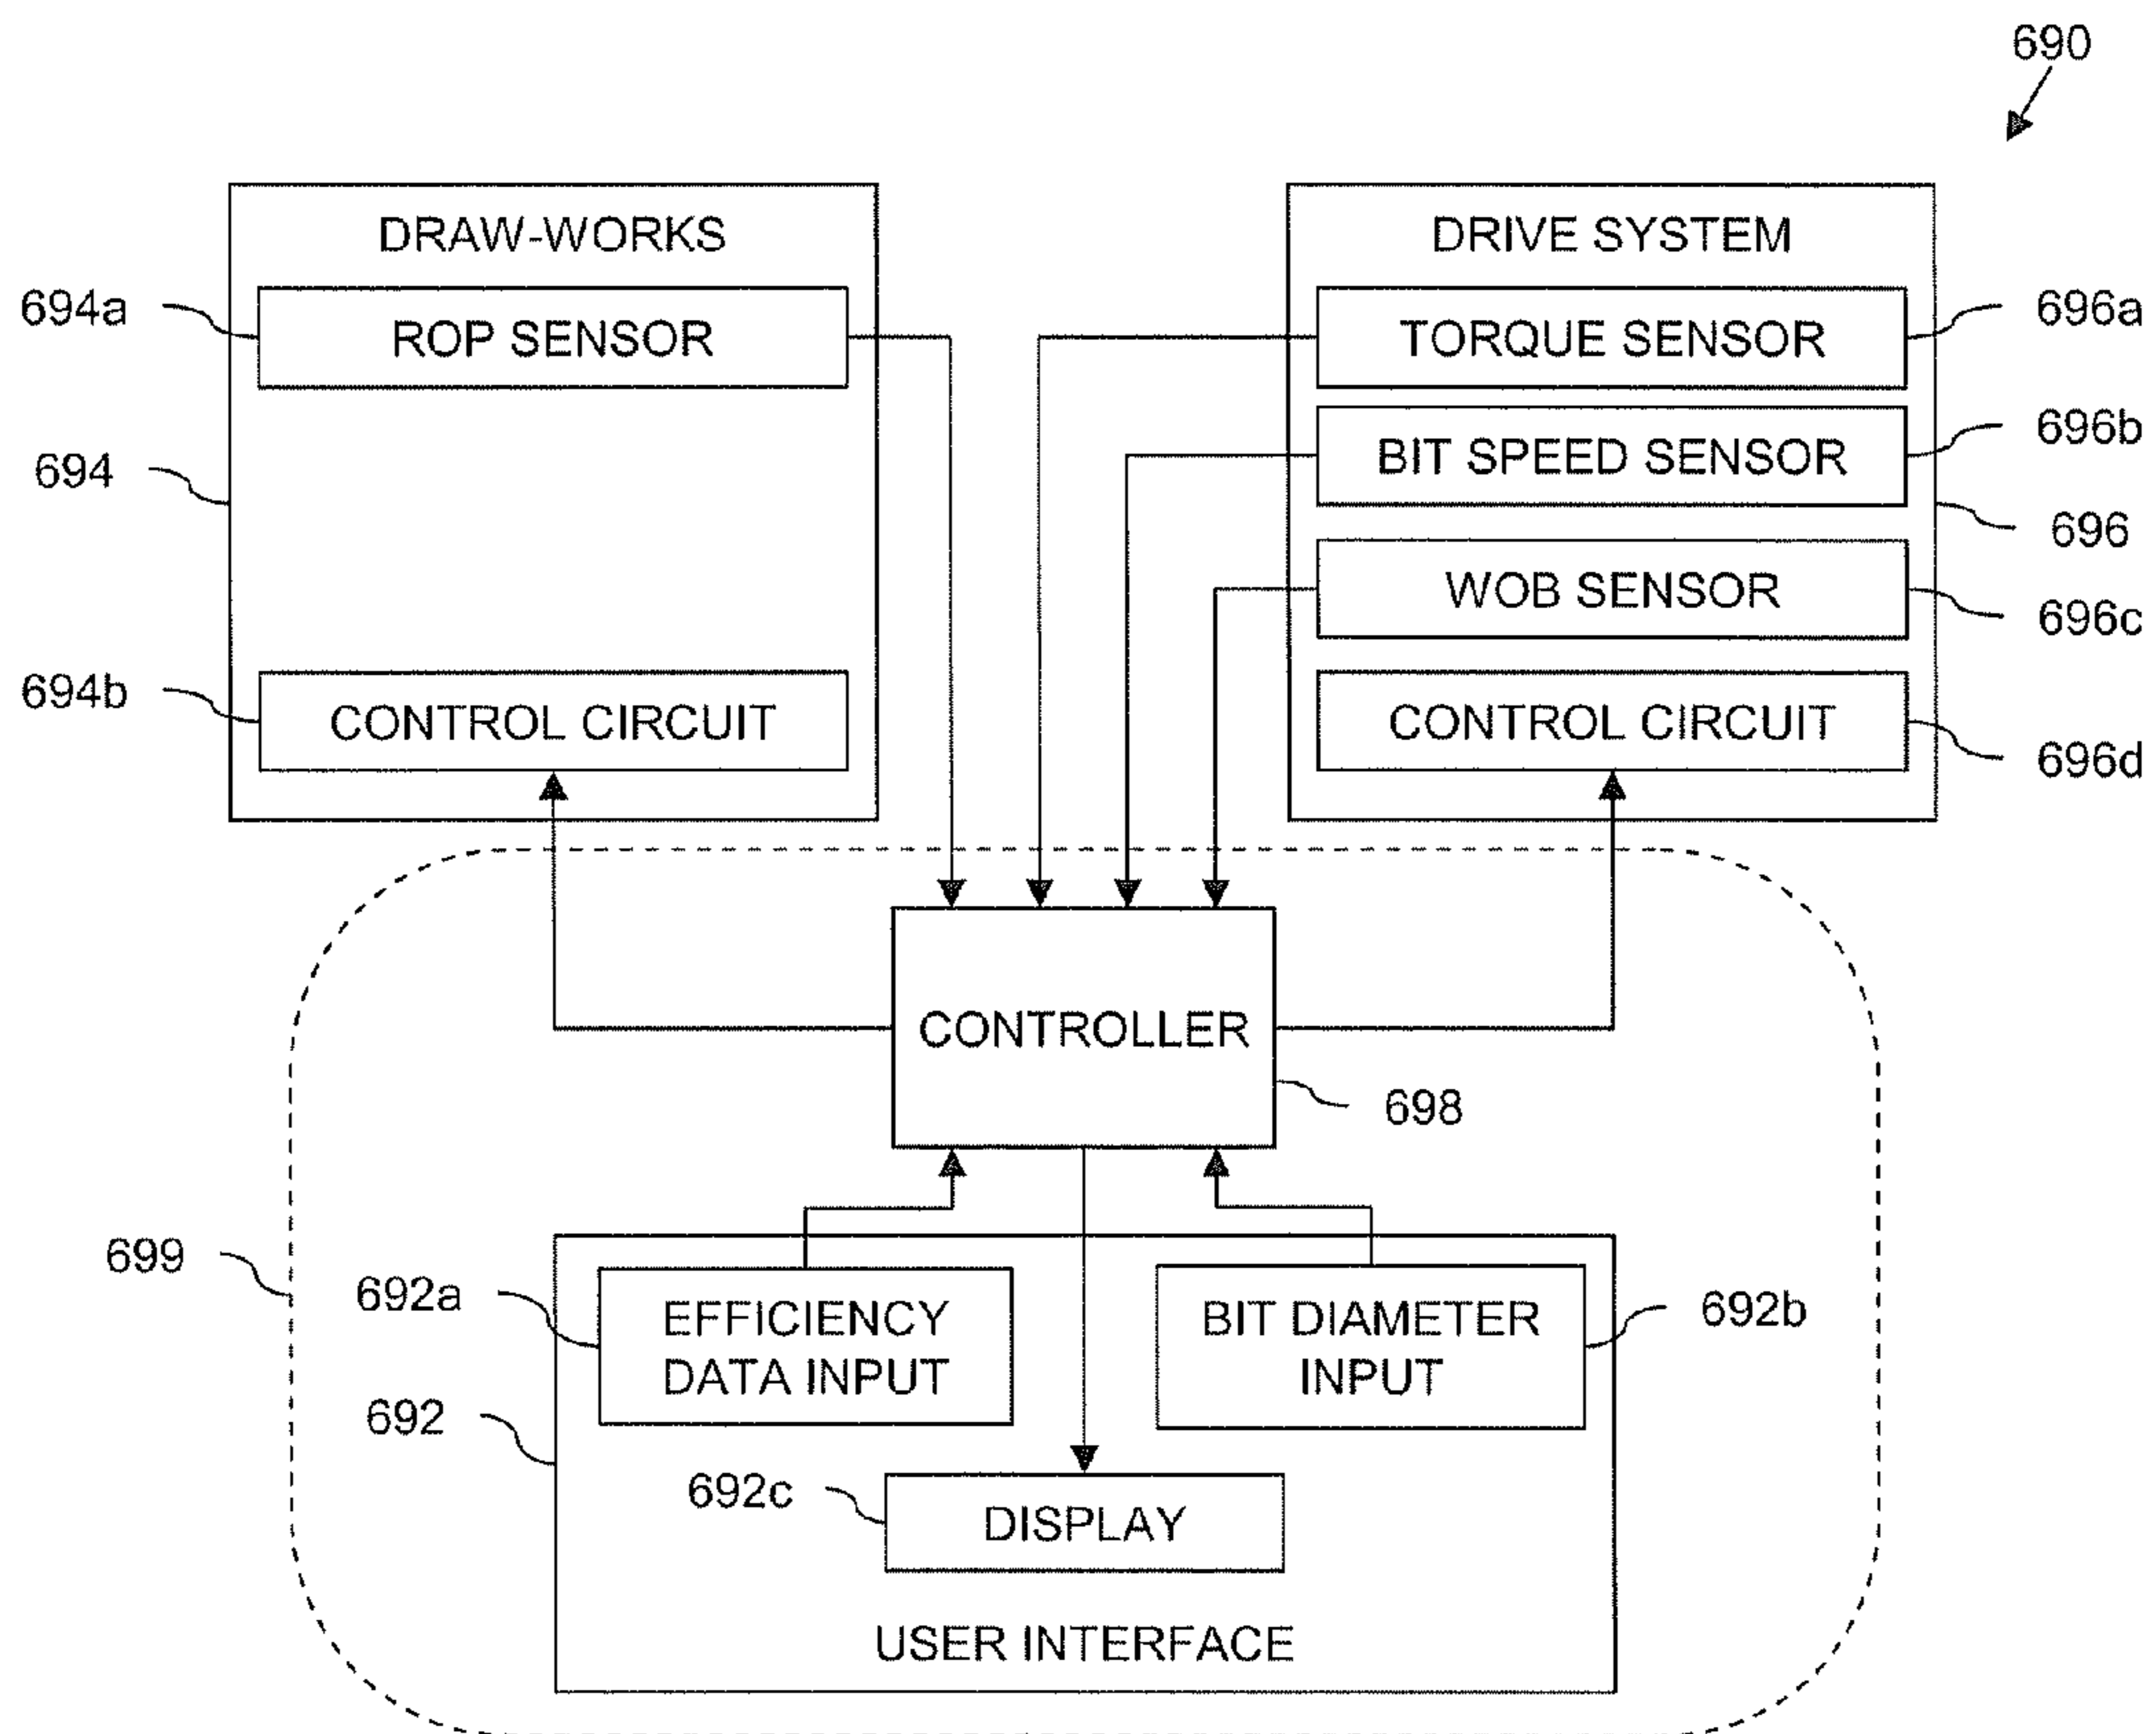 690
DRAW-WORKS
DRIVE SYSTEM
694a
ROP SENSOR
TORQUE SENSOR
696a
BIT SPEED SENSOR
696b
694
696
WOB SENSOR
696c
694b
CONTROL CIRCUIT
CONTROL CIRCUIT
696d
CONTROLLER
698
699
692a
EFFICIENCY
DATA INPUT
BIT DIAMETER
INPUT
692b
692
692c
DISPLAY
USER INTERFACE